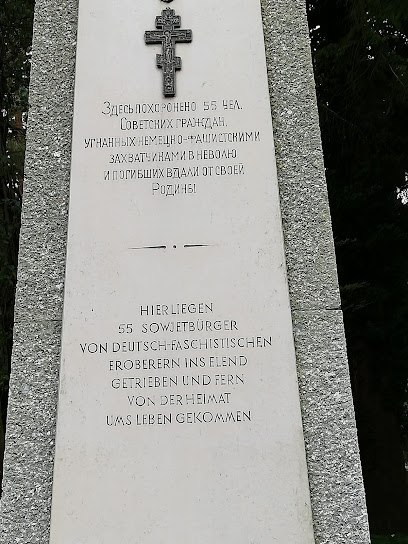 Здесь похоронено 55 чел.
Советских граждан,
угнанных немецко-фашистскими
захватчиками в неволю
и погибших вдали от своей
Родины
HIER LIEGEN
55 SOWJETBÜRGER
VON DEUTSCH-FASCHISTISCHEN
EROBERERN INS ELEND
GETRIEBEN UND FERN
VON DER HEIMAT
UMS LEBEN GEKOMMEN